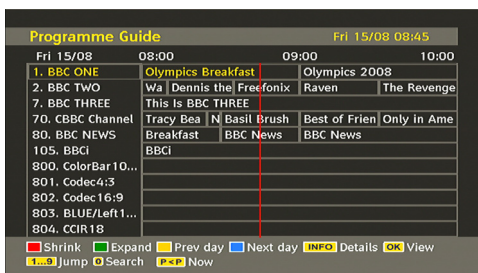 Programme Guide Fri 15/08 08:45
Fri 15/08 08:00 09:00 10:00
1. BBC ONE Olympics Breakfast Olympics 2008
2. BBC TWO Wa Dennis the Freefonix Raven The Revenge
7. BBC THREE This Is BBC THREE
70. CBBC Channel Tracy Bea N Basil Brush Best of Frien Only in Ame
80. BBC NEWS Breakfast BBC News BBC News
105. BBCi BBCi
800. ColorBar10...
801. Codec4:3
802. Codec16:9
803. BLUE/Left1...
804. CCIR18
Shrink Expand Prev day Next day INFO Details OK View
1...9 Jump 0 Search P<P Now